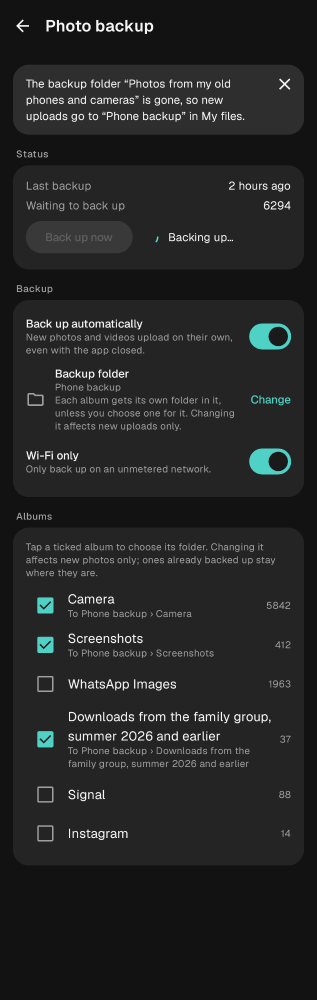 Photo backup
The backup folder “Photos from my old
phones and cameras” is gone, so new
uploads go to “Phone backup” in My files.
Status
Last backup 2 hours ago
Waiting to back up 6294
Back up now Backing up…
Backup
Back up automatically
New photos and videos upload on their own,
even with the app closed.
Backup folder
Phone backup
Each album gets its own folder in it,
unless you choose one for it. Changing
it affects new uploads only.
Change
Wi-Fi only
Only back up on an unmetered network.
Albums
Tap a ticked album to choose its folder. Changing it
affects new photos only; ones already backed up stay
where they are.
Camera 5842
To Phone backup › Camera
Screenshots 412
To Phone backup › Screenshots
WhatsApp Images 1963
Downloads from the family group,
summer 2026 and earlier 37
To Phone backup › Downloads from the
family group, summer 2026 and earlier
Signal 88
Instagram 14